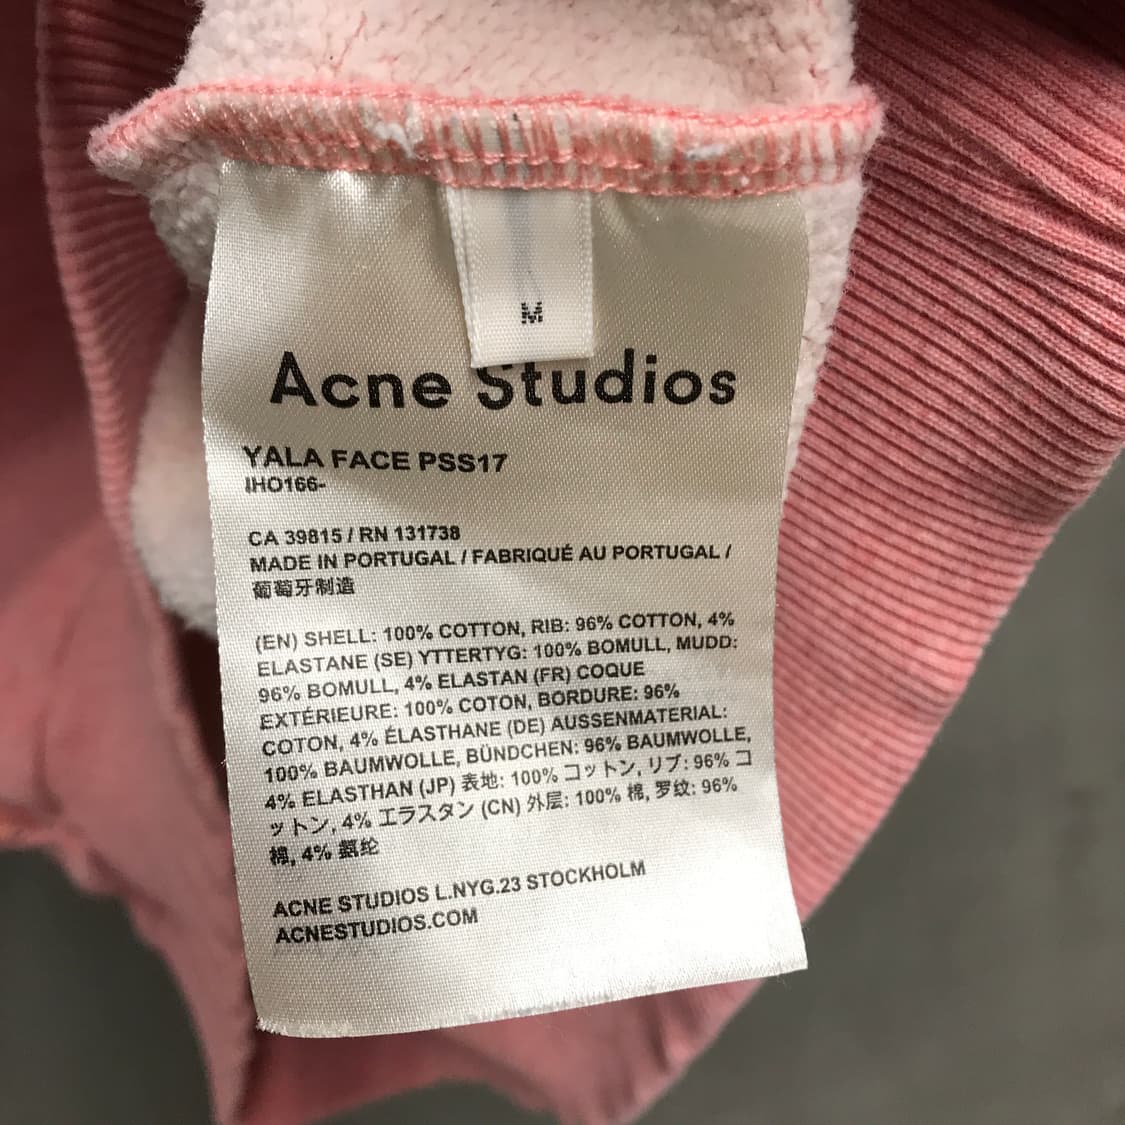 M
Acne Studios
YALA FACE PSS17
IHO166-
CA 39815 / RN 131738
MADE IN PORTUGAL / FABRIQUÉ AU PORTUGAL /
葡萄牙制造
(EN) SHELL: 100% COTTON, RIB: 96% COTTON, 4%
ELASTANE (SE) YTTERTYG: 100% BOMULL, MUDD:
96% BOMULL, 4% ELASTAN (FR) COQUE
EXTÉRIEURE: 100% COTON, BORDURE: 96%
COTON, 4% ÉLASTHANE (DE) AUSSENMATERIAL:
100% BAUMWOLLE, BÜNDCHEN: 96% BAUMWOLLE,
4% ELASTHAN (JP) 表地: 100% コットン, リブ: 96% コ
ットン, 4% エラスタン (CN) 外层: 100% 棉, 罗纹: 96%
棉, 4% 氨纶
ACNE STUDIOS L.NYG.23 STOCKHOLM
ACNESTUDIOS.COM